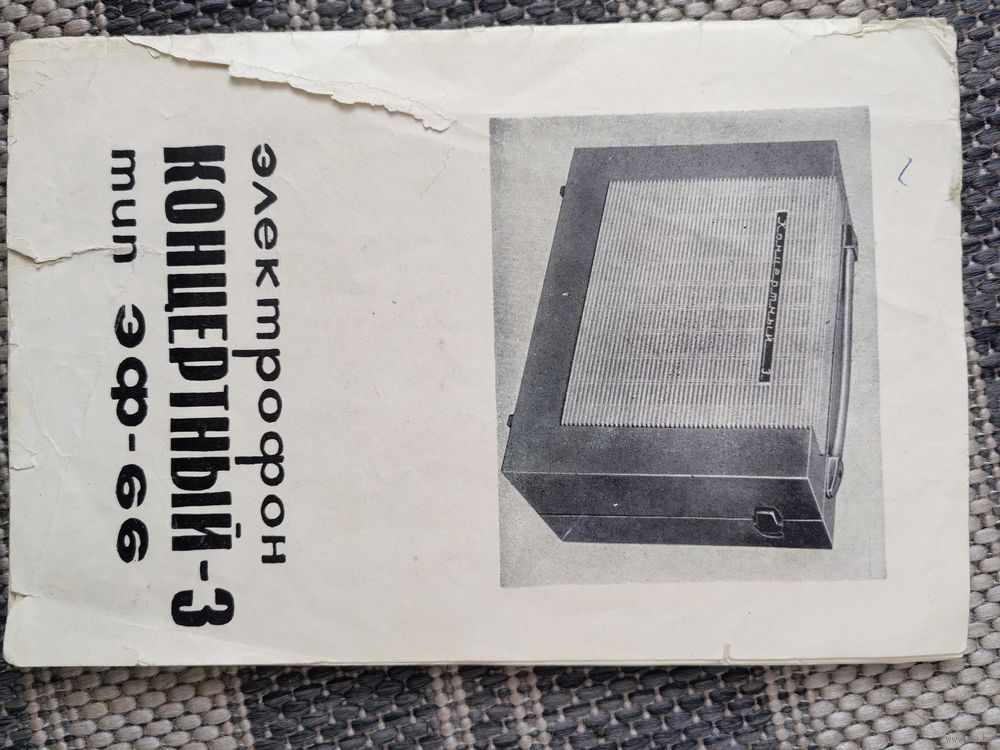 Концертный 3
электрофон
КОНЦЕРТНЫЙ-3
тип эф-66